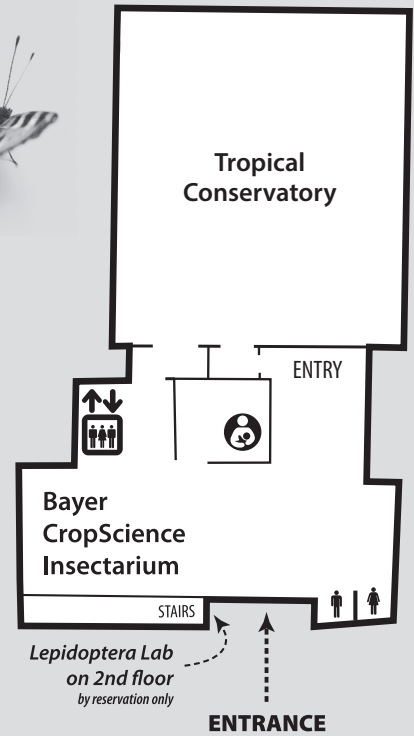 Tropical
Conservatory
ENTRY
Bayer
CropScience
Insectarium
STAIRS
Lepidoptera Lab
on 2nd floor
by reservation only
ENTRANCE